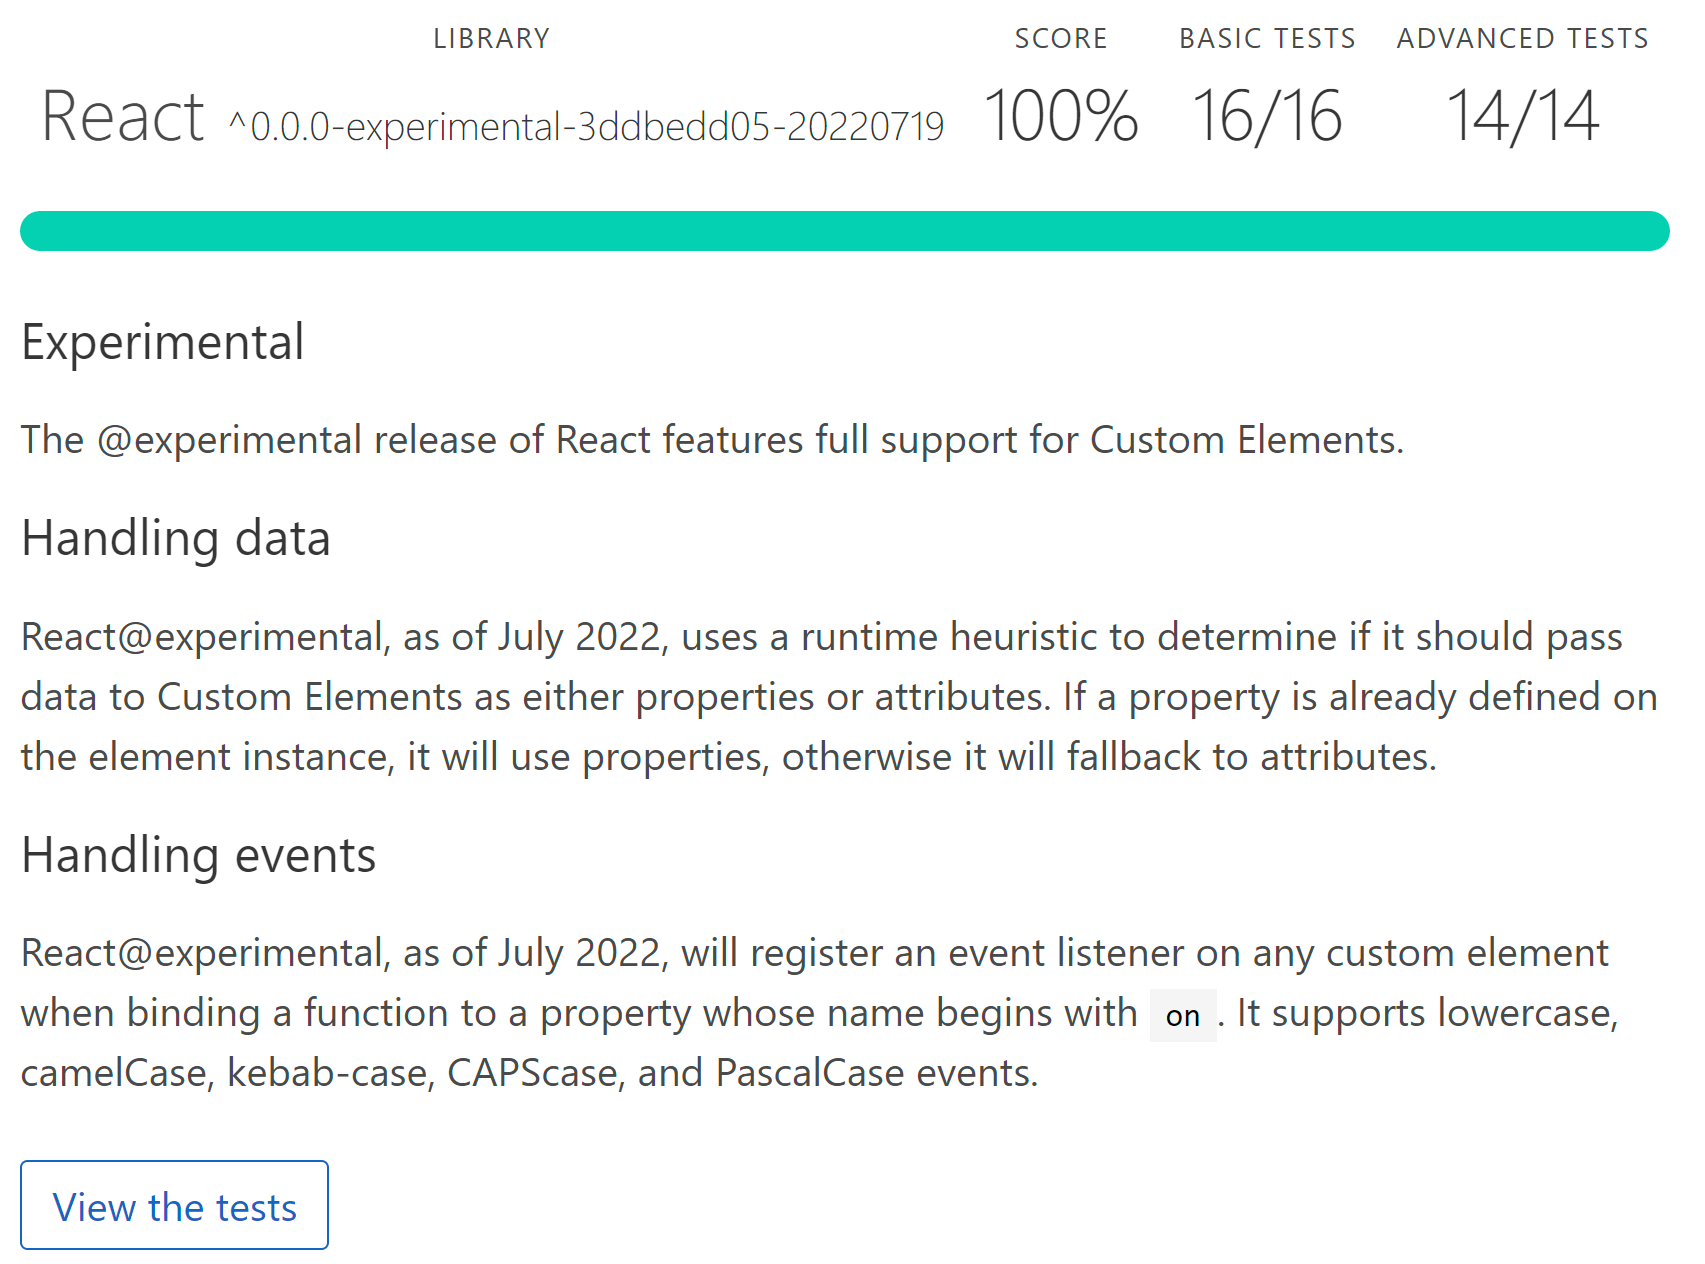 LIBRARY SCORE BASIC TESTS ADVANCED TESTS
React ^0.0.0-experimental-3ddbedd05-20220719 100% 16/16 14/14
Experimental
The @experimental release of React features full support for Custom Elements.
Handling data
React@experimental, as of July 2022, uses a runtime heuristic to determine if it should pass
data to Custom Elements as either properties or attributes. If a property is already defined on
the element instance, it will use properties, otherwise it will fallback to attributes.
Handling events
React@experimental, as of July 2022, will register an event listener on any custom element
when binding a function to a property whose name begins with on. It supports lowercase,
camelCase, kebab-case, CAPScase, and PascalCase events.
View the tests